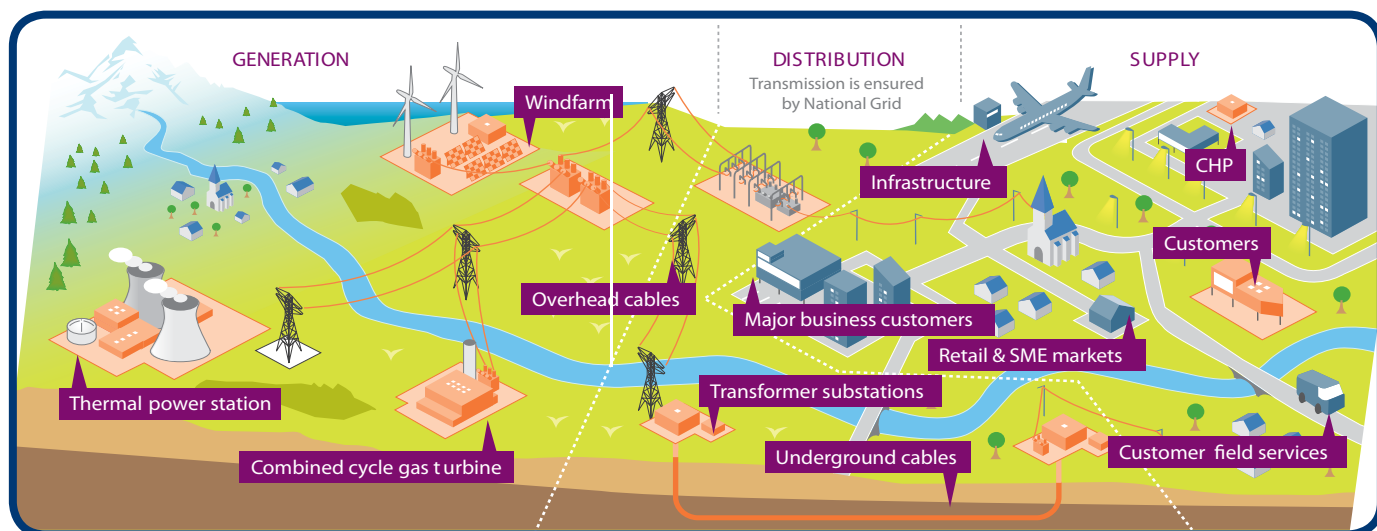 GENERATION
DISTRIBUTION
Transmission is ensured
by National Grid
SUPPLY
Windfarm
CHP
Infrastructure
Customers
Overhead cables
Major business customers
Retail & SME markets
Thermal power station
Transformer substations
Combined cycle gas turbine
Underground cables
Customer field services